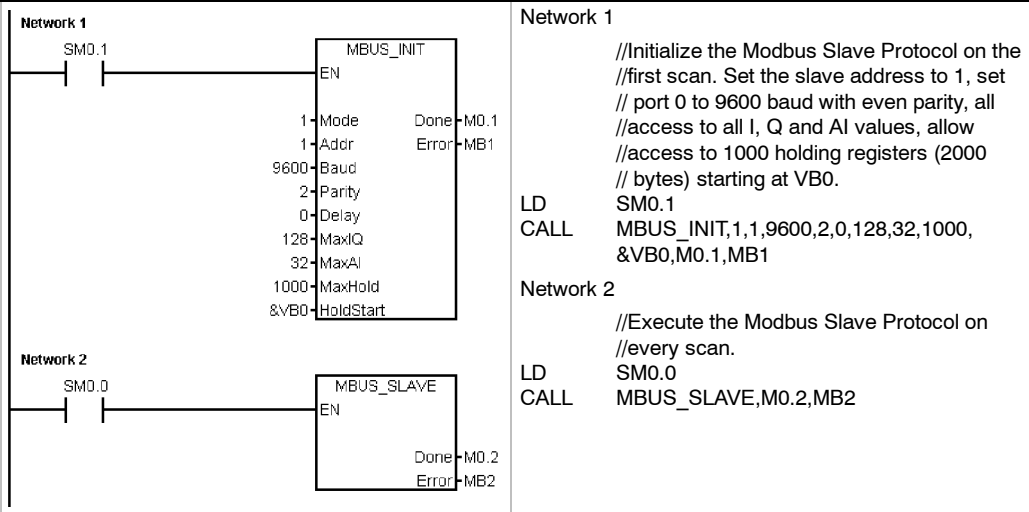 Network 1
SM0.1
MBUS_INIT
EN
1 Mode Done M0.1
1 Addr Error MB1
9600 Baud
2 Parity
0 Delay
128 MaxIQ
32 MaxAI
1000 MaxHold
&VB0 HoldStart
Network 2
SM0.0
MBUS_SLAVE
EN
Done M0.2
Error MB2
Network 1
//Initialize the Modbus Slave Protocol on the
//first scan. Set the slave address to 1, set
// port 0 to 9600 baud with even parity, all
//access to all I, Q and AI values, allow
//access to 1000 holding registers (2000
// bytes) starting at VB0.
LD SM0.1
CALL MBUS_INIT,1,1,9600,2,0,128,32,1000,
&VB0,M0.1,MB1
Network 2
//Execute the Modbus Slave Protocol on
//every scan.
LD SM0.0
CALL MBUS_SLAVE,M0.2,MB2